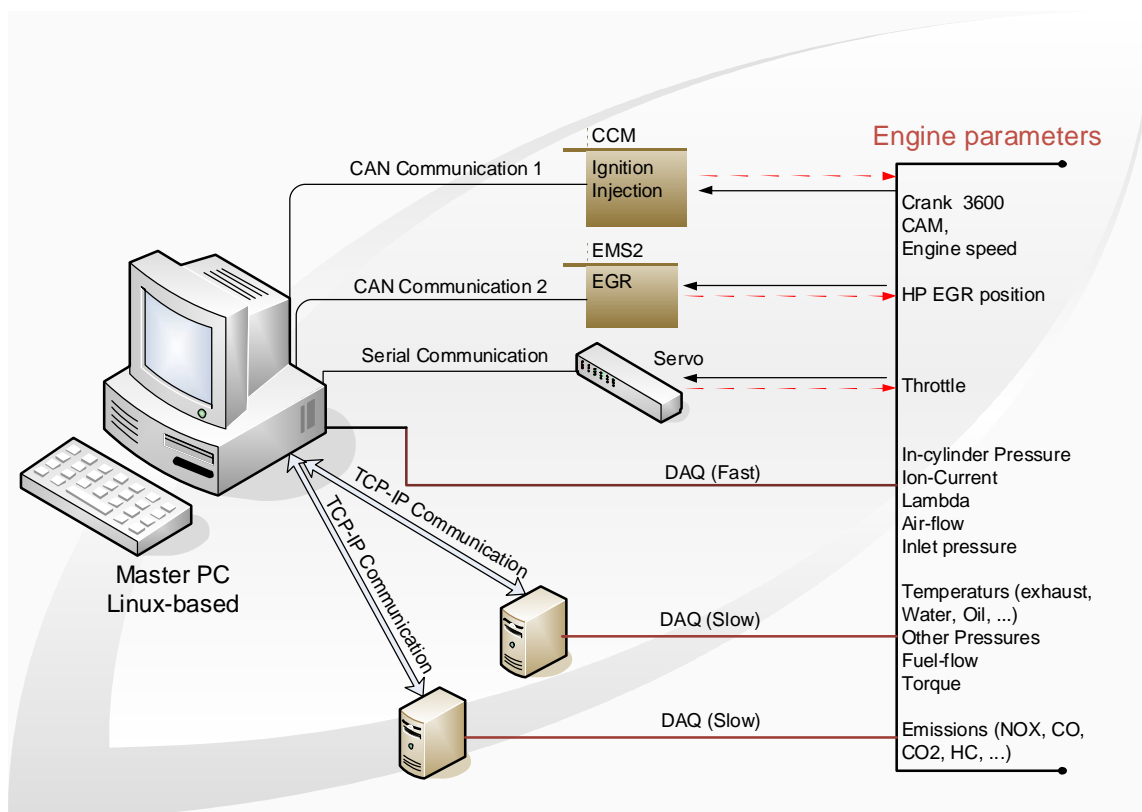 CCM
Engine parameters
CAN Communication 1
Ignition
Injection
Crank 3600
CAM,
Engine speed
EMS2
CAN Communication 2
EGR
HP EGR position
Serial Communication
Servo
Throttle
In-cylinder Pressure
Ion-Current
Lambda
Air-flow
Inlet pressure
DAQ (Fast)
TCP-IP Communication
TCP-IP Communication
Master PC
Linux-based
Temperaturs (exhaust,
Water, Oil, ...)
Other Pressures
Fuel-flow
Torque
DAQ (Slow)
DAQ (Slow)
Emissions (NOX, CO,
CO2, HC, ...)